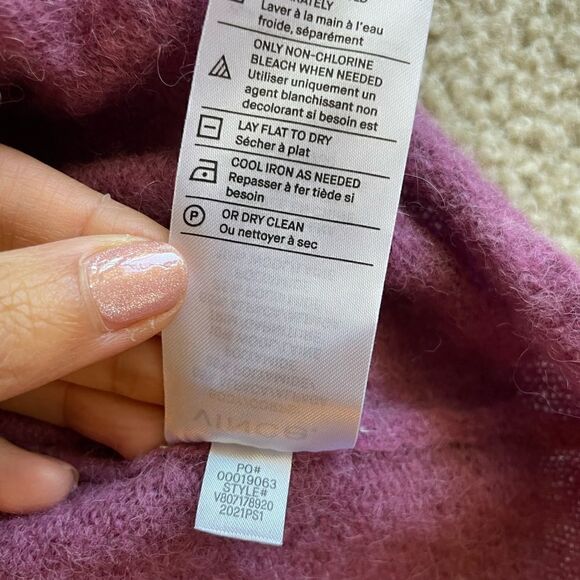 Laver à la main à l'eau
froide, séparément
ONLY NON-CHLORINE
BLEACH WHEN NEEDED
Utiliser uniquement un
agent blanchissant non
decolorant si besoin est
LAY FLAT TO DRY
Sécher à plat
COOL IRON AS NEEDED
Repasser à fer tiède si
besoin
P
OR DRY CLEAN
Ou nettoyer à sec
PO#
00019063
STYLE#
V807178920
2021PS1